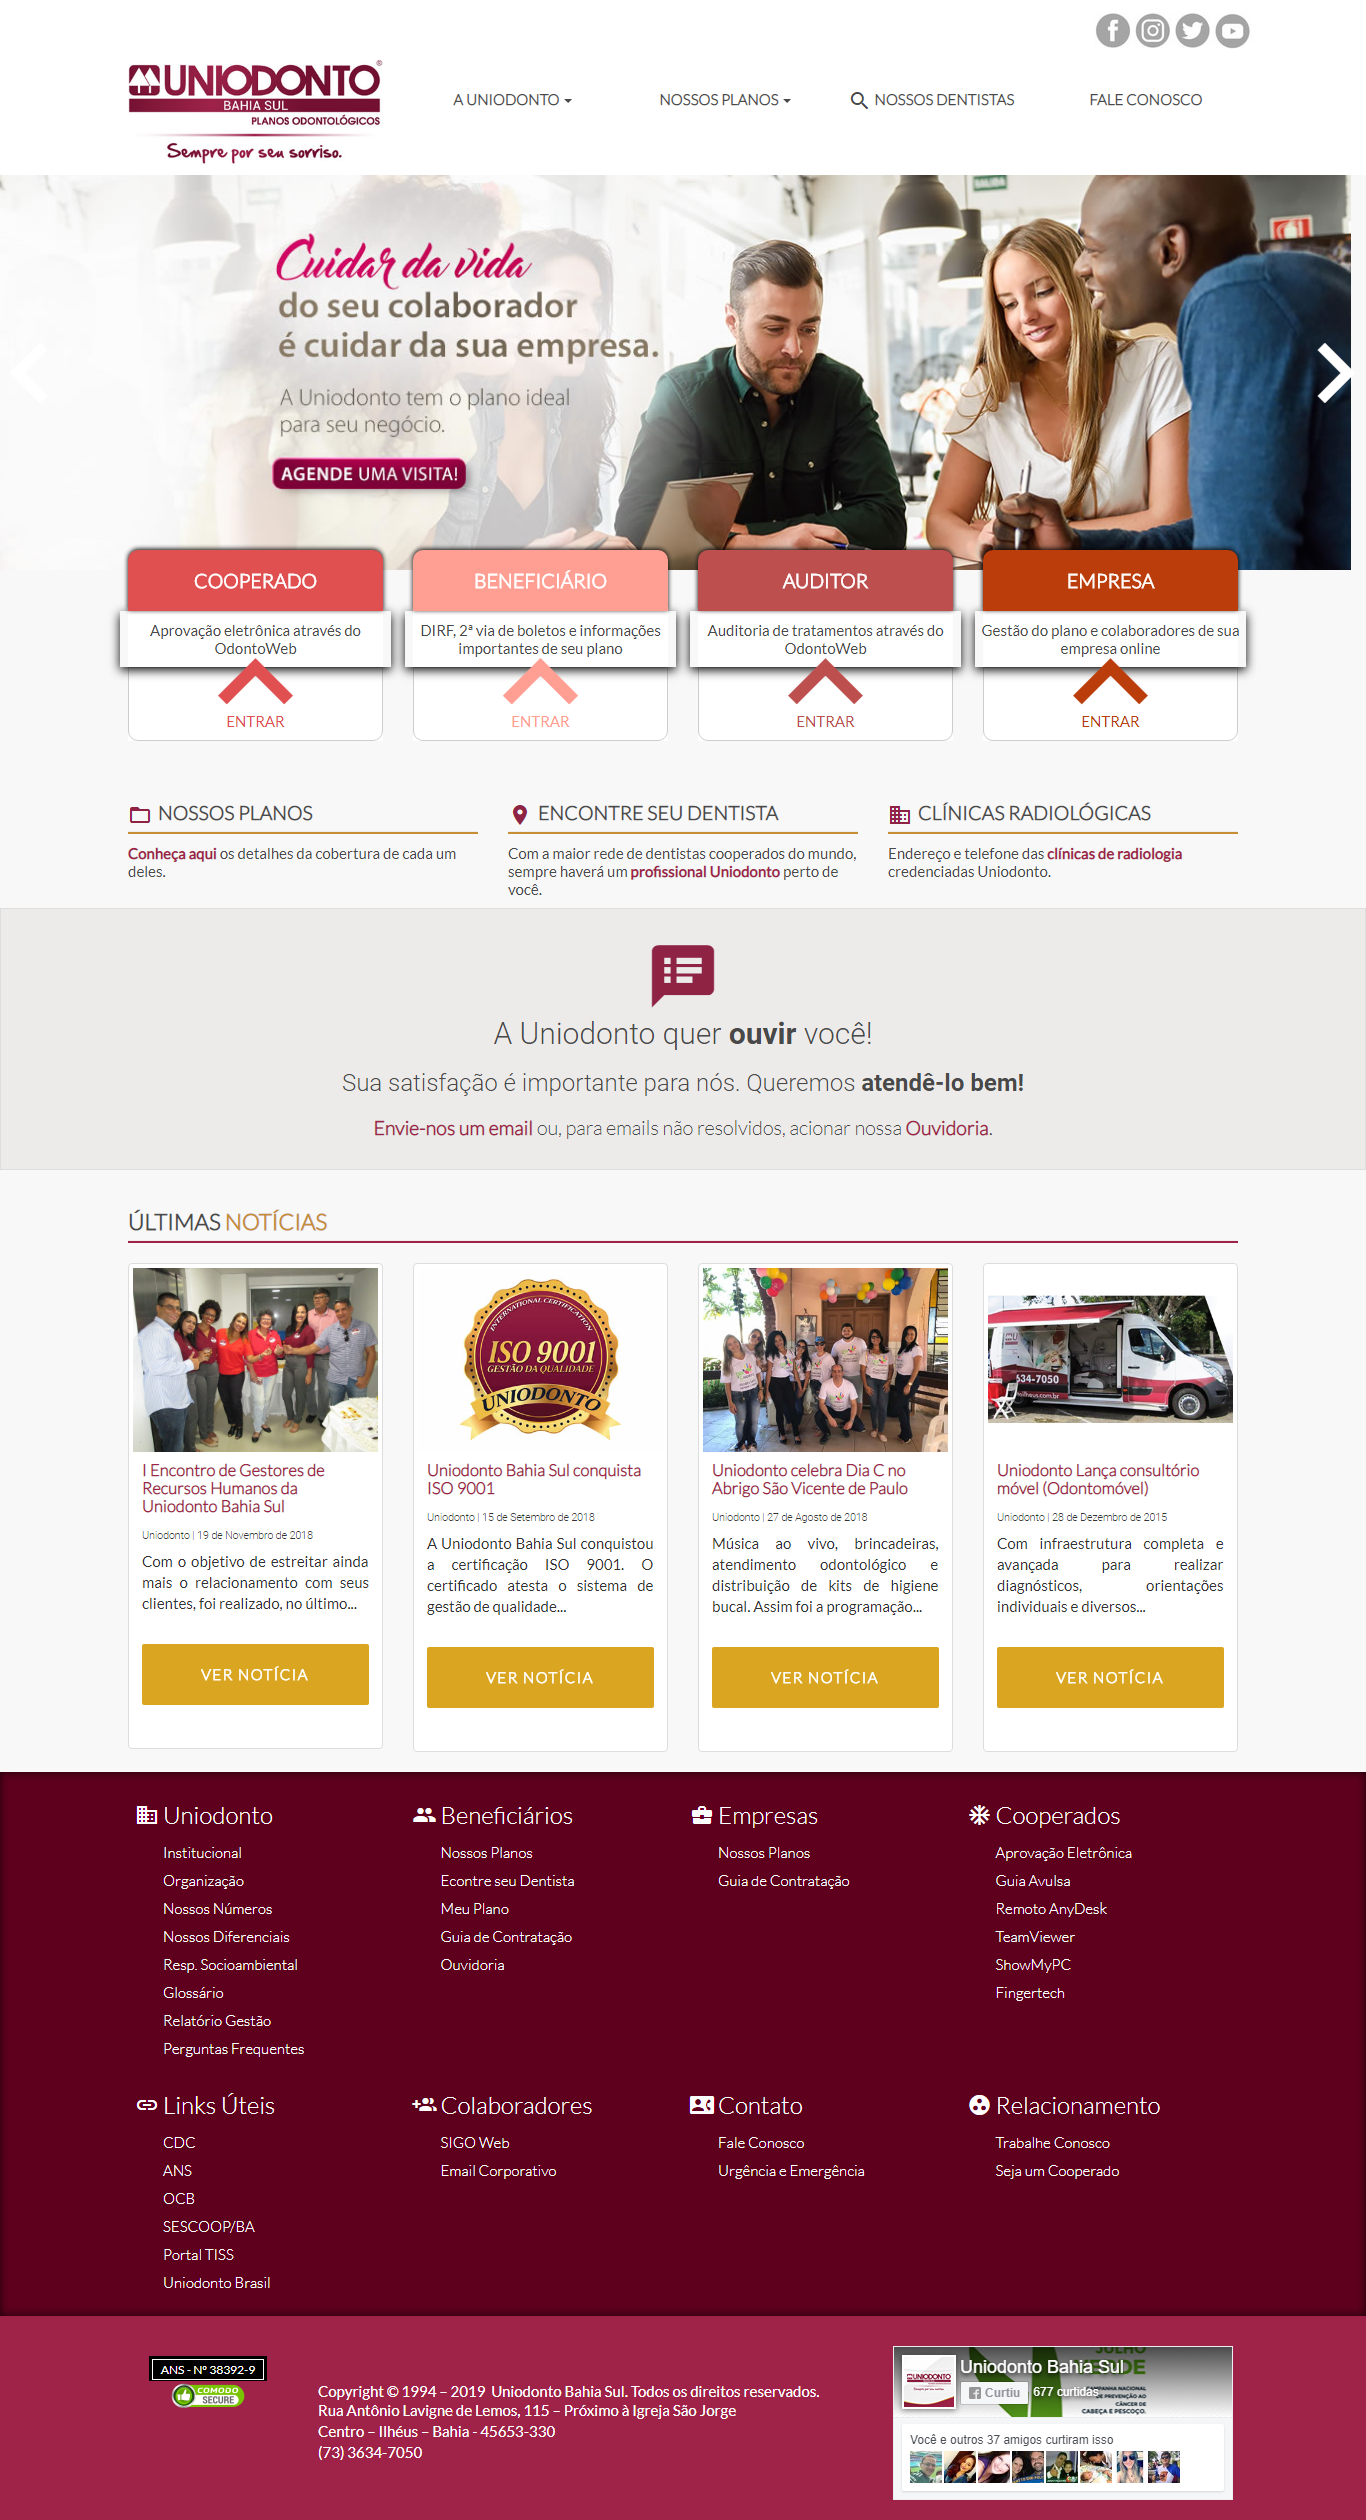 UNIODONTO®
BAHIA SUL
PLANOS ODONTOLÓGICOS
Sempre por seu sorriso.
A UNIODONTO
NOSSOS PLANOS
NOSSOS DENTISTAS
FALE CONOSCO
SALIDA
Cuidar da vida
do seu colaborador
é cuidar da sua empresa.
A Uniodonto tem o plano ideal
para seu negócio.
AGENDE UMA VISITA!
COOPERADO
Aprovação eletrônica através do
OdontoWeb
ENTRAR
BENEFICIÁRIO
DIRF, 2ª via de boletos e informações
importantes de seu plano
ENTRAR
AUDITOR
Auditoria de tratamentos através do
OdontoWeb
ENTRAR
EMPRESA
Gestão do plano e colaboradores de sua
empresa online
ENTRAR
NOSSOS PLANOS
Conheça aqui os detalhes da cobertura de cada um
deles.
ENCONTRE SEU DENTISTA
Com a maior rede de dentistas cooperados do mundo,
sempre haverá um profissional Uniodonto perto de
você.
CLÍNICAS RADIOLÓGICAS
Endereço e telefone das clínicas de radiologia
credenciadas Uniodonto.
A Uniodonto quer ouvir você!
Sua satisfação é importante para nós. Queremos atendê-lo bem!
Envie-nos um email ou, para emails não resolvidos, acionar nossa Ouvidoria.
ÚLTIMAS NOTÍCIAS
I Encontro de Gestores de
Recursos Humanos da
Uniodonto Bahia Sul
Uniodonto | 19 de Novembro de 2018
Com o objetivo de estreitar ainda
mais o relacionamento com seus
clientes, foi realizado, no último...
VER NOTÍCIA
INTERNATIONAL CERTIFICATION
ISO 9001
GESTÃO DA QUALIDADE
UNIODONTO
Uniodonto Bahia Sul conquista
ISO 9001
Uniodonto | 15 de Setembro de 2018
A Uniodonto Bahia Sul conquistou
a certificação ISO 9001. O
certificado atesta o sistema de
gestão de qualidade...
VER NOTÍCIA
Uniodonto celebra Dia C no
Abrigo São Vicente de Paulo
Uniodonto | 27 de Agosto de 2018
Música ao vivo, brincadeiras,
atendimento odontológico e
distribuição de kits de higiene
bucal. Assim foi a programação...
VER NOTÍCIA
634-7050
Uniodonto Lança consultório
móvel (Odontomóvel)
Uniodonto | 28 de Dezembro de 2015
Com infraestrutura completa e
avançada para realizar
diagnósticos, orientações
individuais e diversos...
VER NOTÍCIA
Uniodonto
Institucional
Organização
Nossos Números
Nossos Diferenciais
Resp. Socioambiental
Glossário
Relatório Gestão
Perguntas Frequentes
Beneficiários
Nossos Planos
Econtre seu Dentista
Meu Plano
Guia de Contratação
Ouvidoria
Empresas
Nossos Planos
Guia de Contratação
Cooperados
Aprovação Eletrônica
Guia Avulsa
Remoto AnyDesk
TeamViewer
ShowMyPC
Fingertech
Links Úteis
CDC
ANS
OCB
SESCOOP/BA
Portal TISS
Uniodonto Brasil
Colaboradores
SIGO Web
Email Corporativo
Contato
Fale Conosco
Urgência e Emergência
Relacionamento
Trabalhe Conosco
Seja um Cooperado
ANS - Nº 38392-9
COMODO
SECURE
Copyright © 1994 – 2019 Uniodonto Bahia Sul. Todos os direitos reservados.
Rua Antônio Lavigne de Lemos, 115 – Próximo à Igreja São Jorge
Centro – Ilhéus – Bahia - 45653-330
(73) 3634-7050
UNIODONTO
Uniodonto Bahia Sul
Curtiu
677 curtidas
CAMPANHA NACIONAL
DE PREVENÇÃO AO
CÂNCER DE
CABEÇA E PESCOÇO.
Você e outros 37 amigos curtiram isso